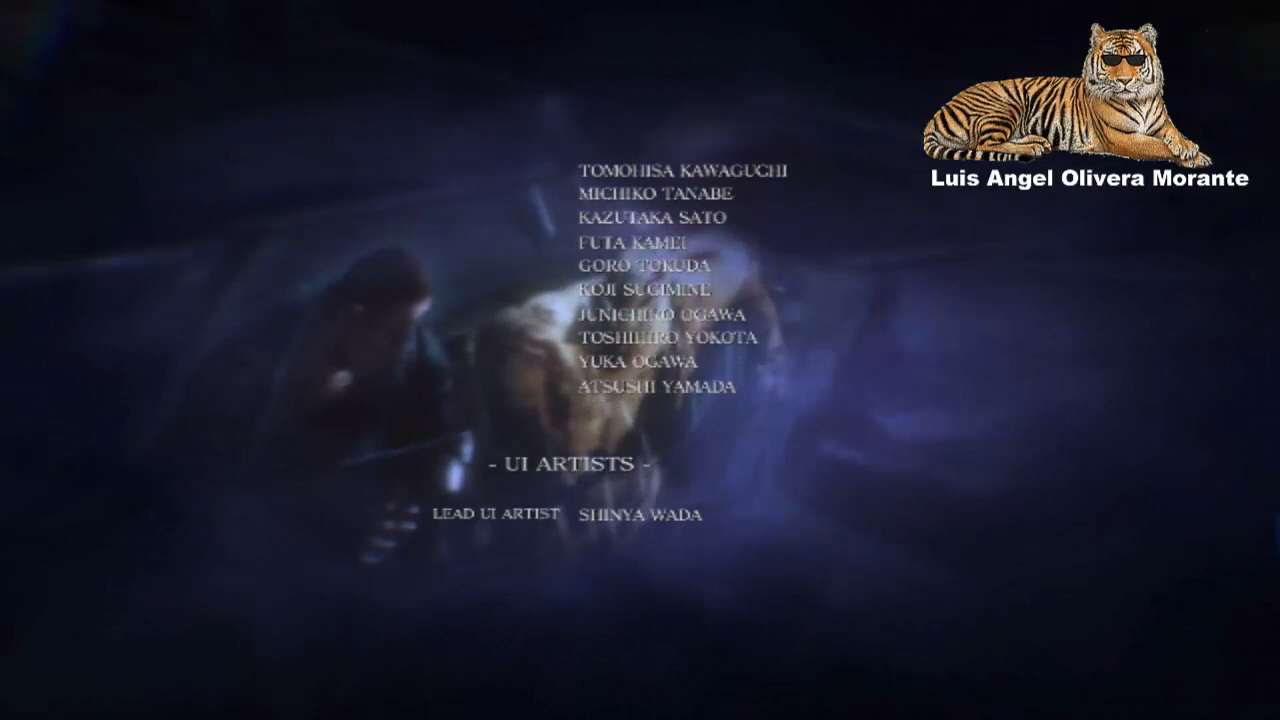 Luis Angel Olivera Morante
TOMOHISA KAWAGUCHI
MICHIKO TANABE
KAZUTAKA SATO
FUTA KAMEI
GORO TOKUDA
KOJI SUGIMINE
JUNICHIRO OGAWA
TOSHIHIRO YOKOTA
YUKA OGAWA
ATSUSHI YAMADA
- UI ARTISTS -
LEAD UI ARTIST SHINYA WADA